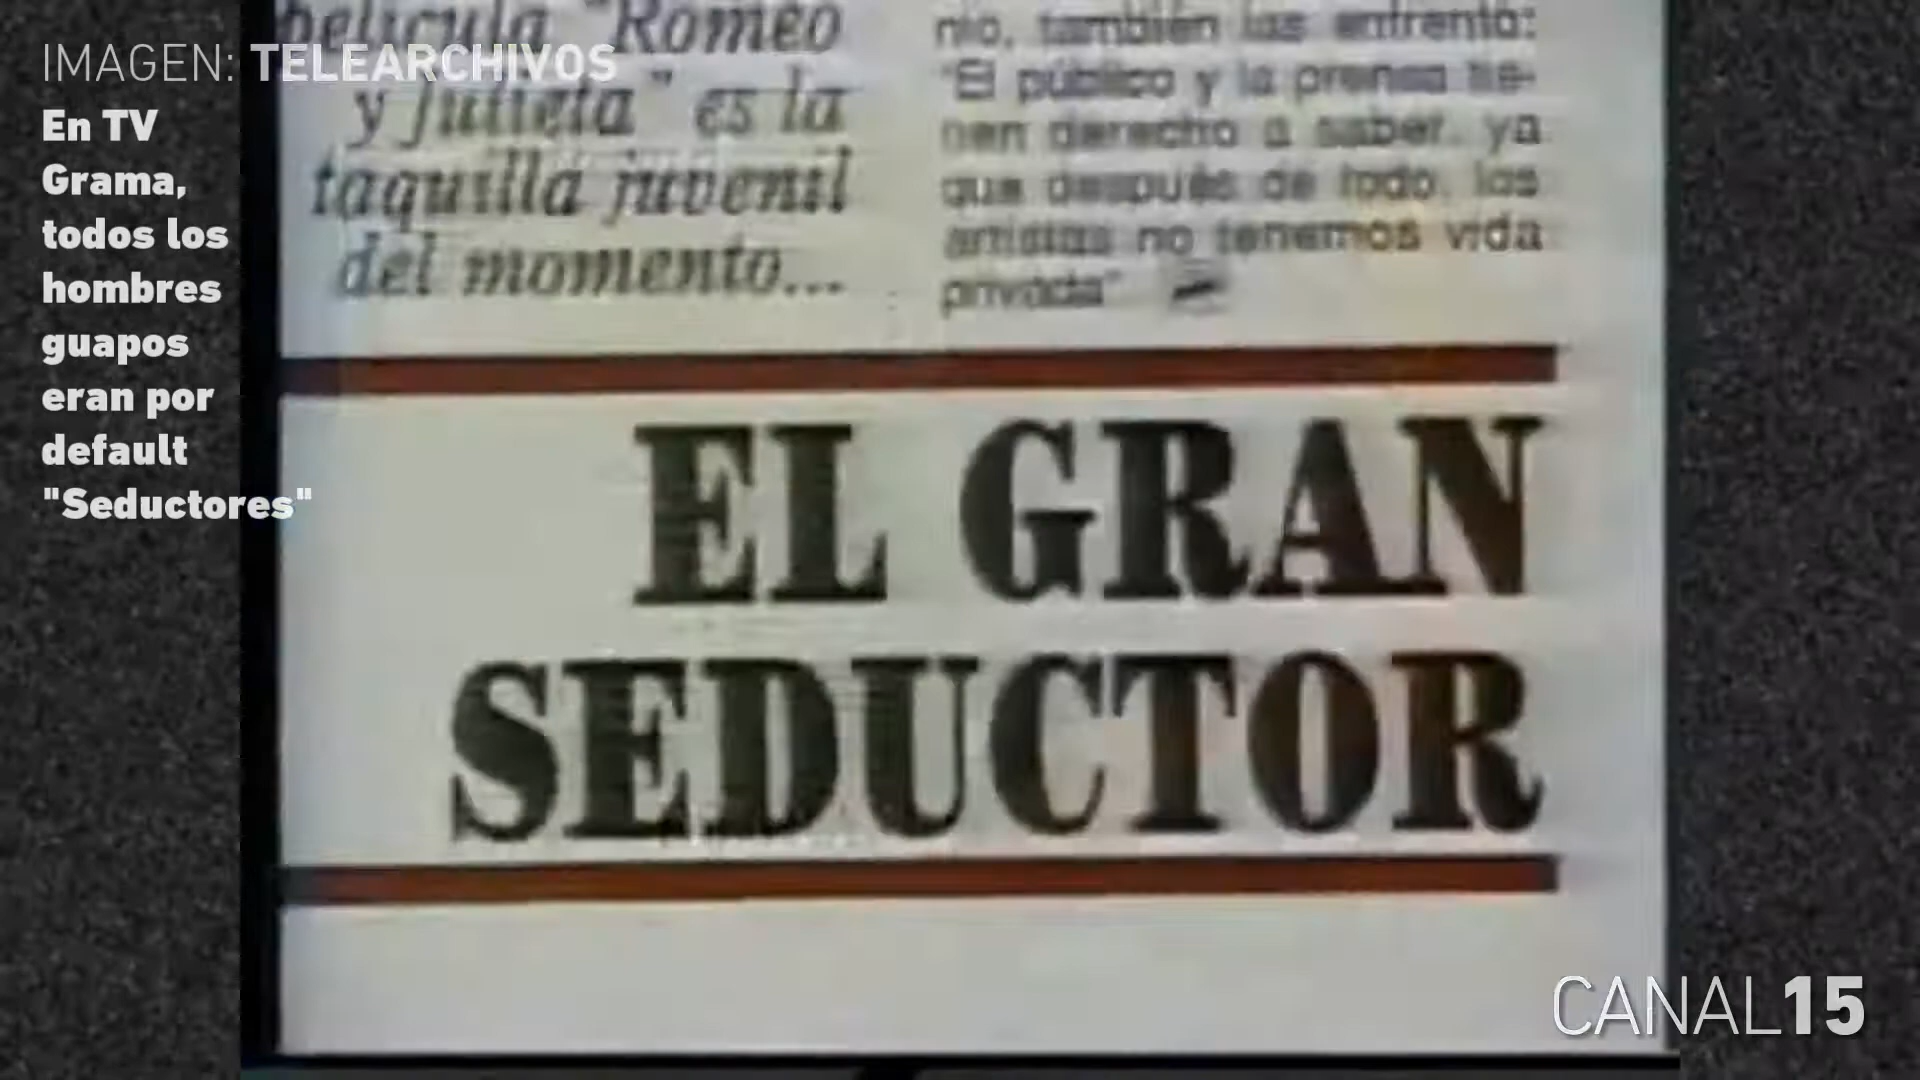 IMAGEN: TELEARCHIVOS
En TV
Grama,
todos los
hombres
guapos
eran por
default
"Seductores"
película "Romeo
y Julieta" es la
taquilla juvenil
del momento...
nio, también las enfrenta:
"El público y la prensa tie-
nen derecho a saber, ya
que después de todo, los
artistas no tenemos vida
privada"
EL GRAN
SEDUCTOR
CANAL15